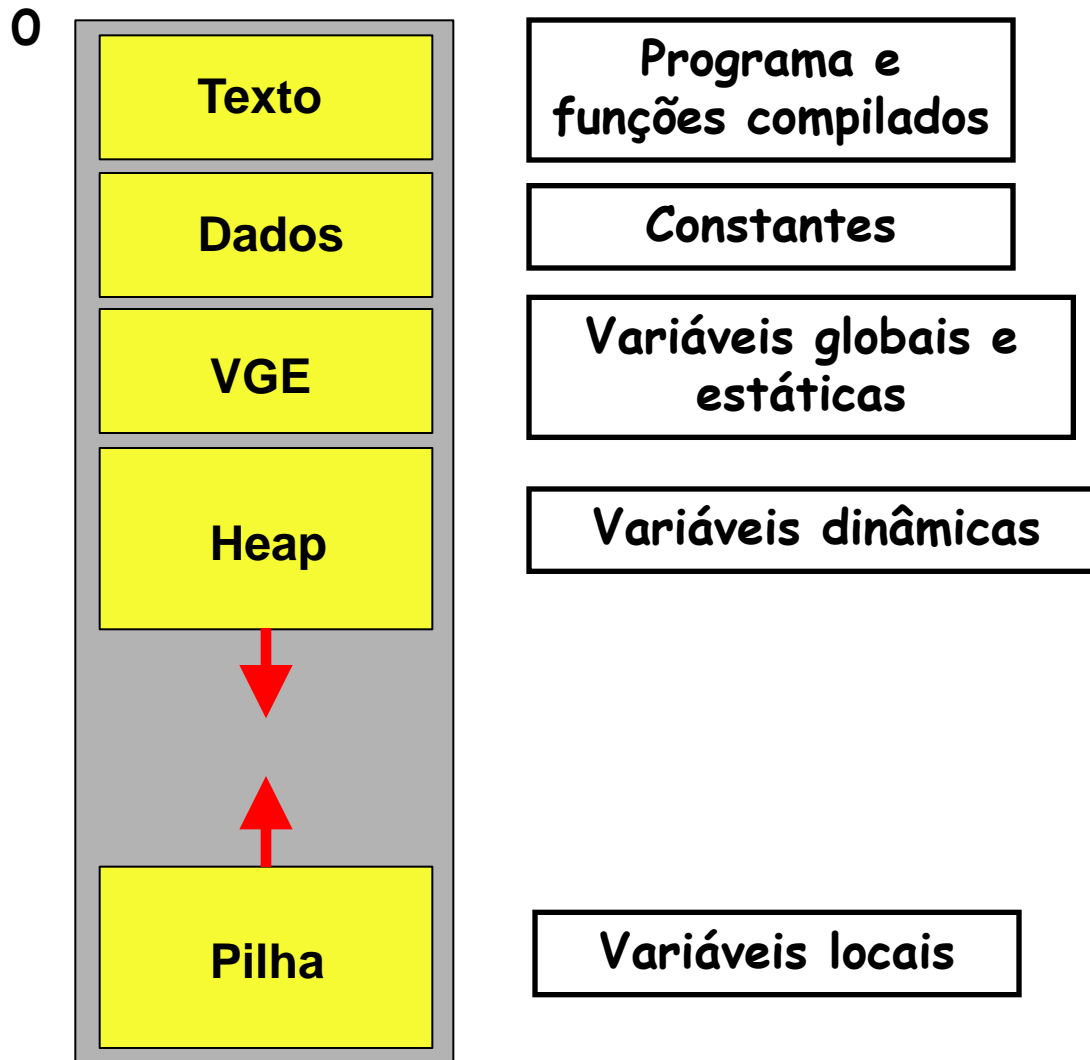 0
Texto
Programa e
funções compilados
Dados
Constantes
VGE
Variáveis globais e
estáticas
Heap
Variáveis dinâmicas
Pilha
Variáveis locais